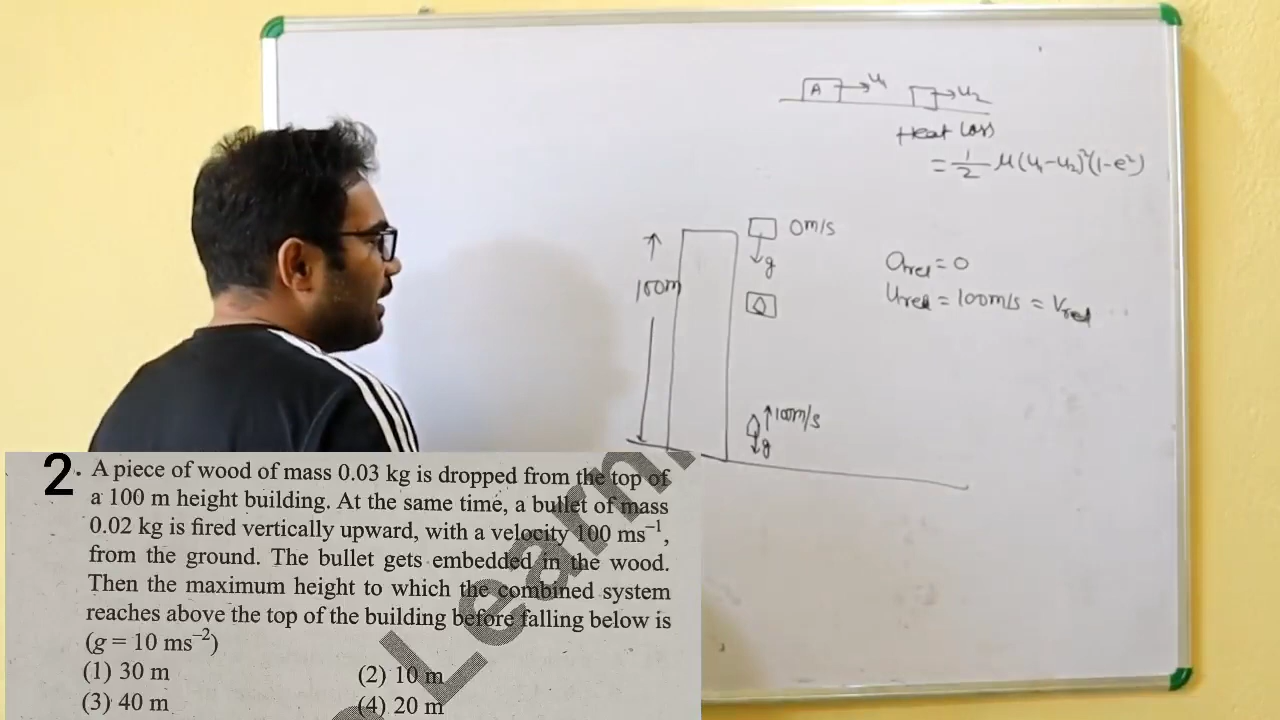 A → u₁ → u₂
Heat loss
= 1/2 μ(u₁-u₂)²(1-e²)
0m/s
g
100m
a_rel = 0
u_rel = 100m/s = v_rel
100m/s
g
2. A piece of wood of mass 0.03 kg is dropped from the top of
a 100 m height building. At the same time, a bullet of mass
0.02 kg is fired vertically upward, with a velocity 100 ms⁻¹,
from the ground. The bullet gets embedded in the wood.
Then the maximum height to which the combined system
reaches above the top of the building before falling below is
(g = 10 ms⁻²)
(1) 30 m (2) 10 m
(3) 40 m (4) 20 m